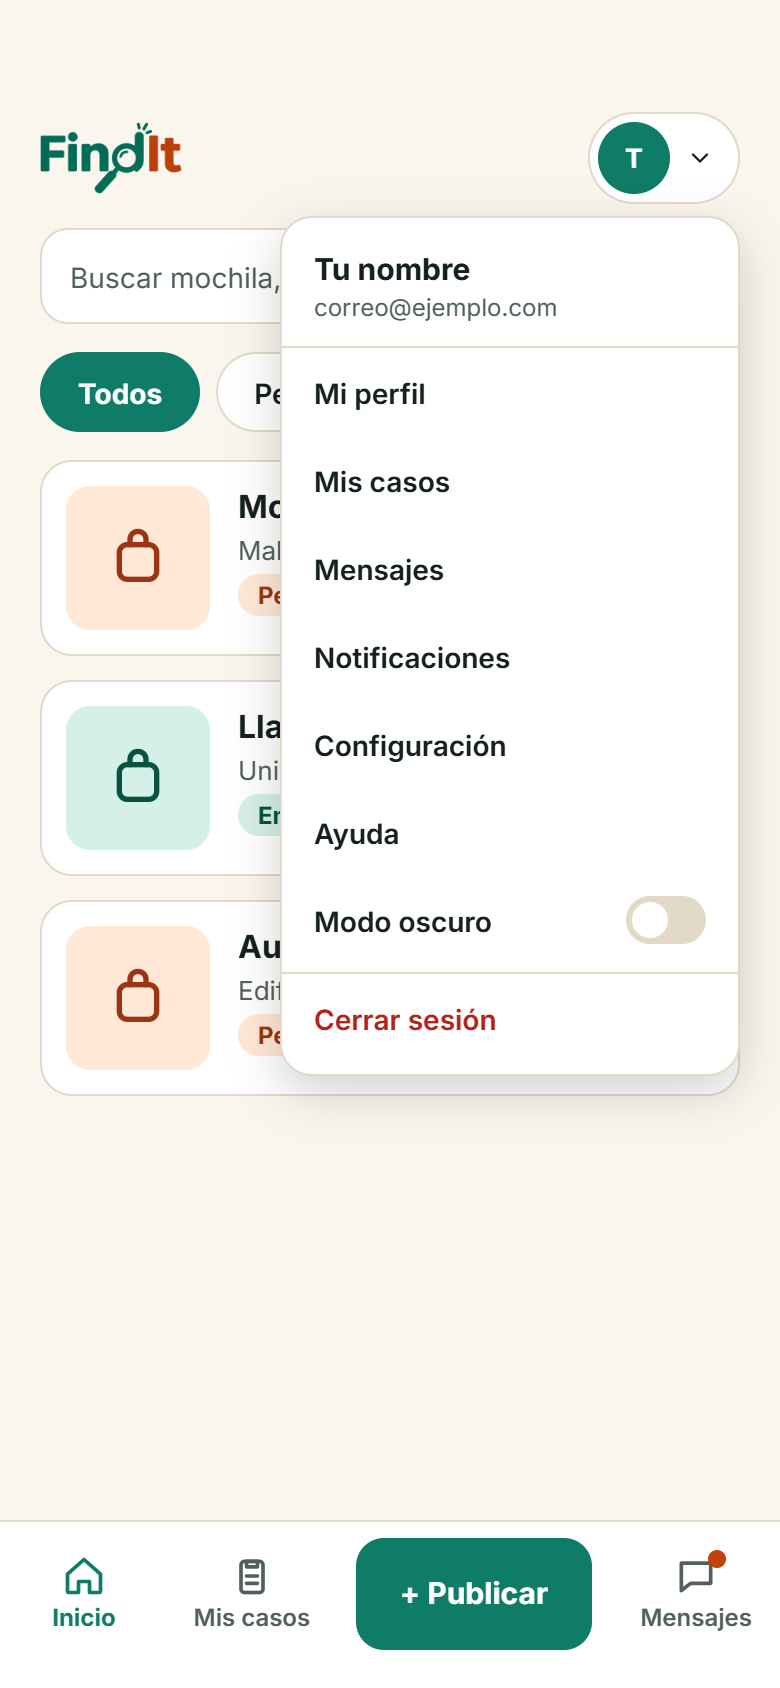 FindIt
T
Buscar mochila,
Tu nombre
correo@ejemplo.com
Todos
Mi perfil
Mis casos
Mensajes
Notificaciones
Configuración
Ayuda
Modo oscuro
Cerrar sesión
Inicio
Mis casos
+ Publicar
Mensajes